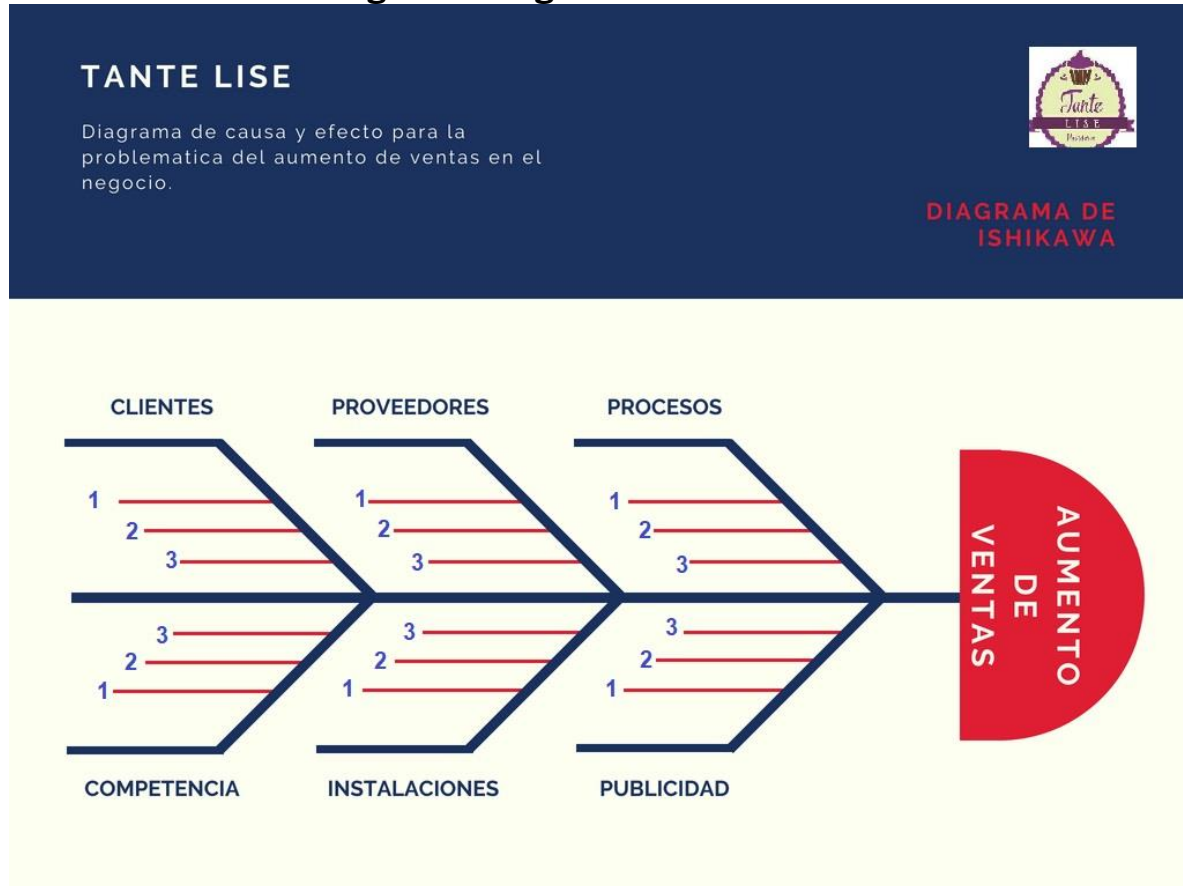 TANTE LISE
Diagrama de causa y efecto para la
problematica del aumento de ventas en el
negocio.
Tante
LISE
DIAGRAMA DE
ISHIKAWA
CLIENTES
PROVEEDORES
PROCESOS
1
2
3
1
2
3
1
2
3
AUMENTO
DE
VENTAS
3
2
1
3
2
1
3
2
1
COMPETENCIA
INSTALACIONES
PUBLICIDAD